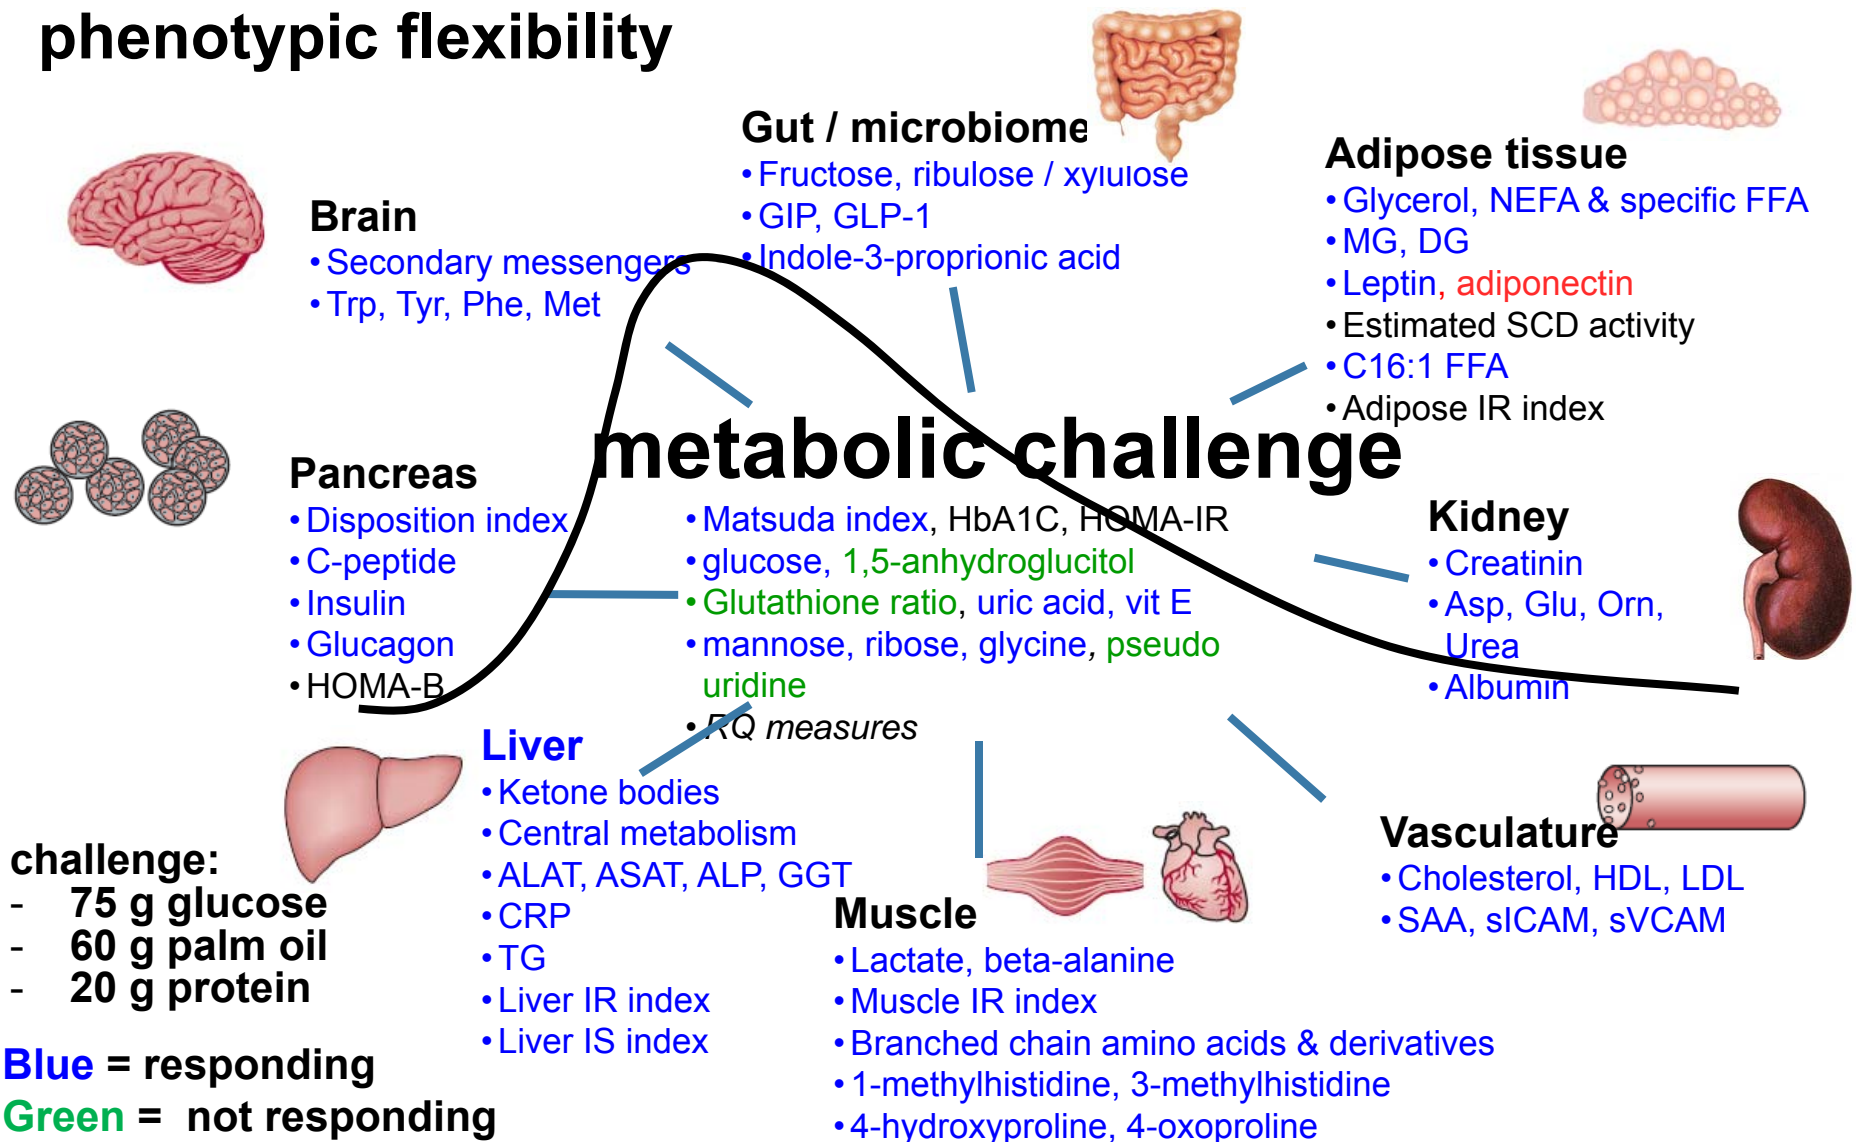 phenotypic flexibility
Gut / microbiome
• Fructose, ribulose / xylulose
• GIP, GLP-1
• Indole-3-proprionic acid
Adipose tissue
• Glycerol, NEFA & specific FFA
• MG, DG
• Leptin, adiponectin
• Estimated SCD activity
• C16:1 FFA
• Adipose IR index
Brain
• Secondary messengers
• Trp, Tyr, Phe, Met
metabolic challenge
• Matsuda index, HbA1C, HOMA-IR
• glucose, 1,5-anhydroglucitol
• Glutathione ratio, uric acid, vit E
• mannose, ribose, glycine, pseudo
uridine
• RQ measures
Pancreas
• Disposition index
• C-peptide
• Insulin
• Glucagon
• HOMA-B
Kidney
• Creatinin
• Asp, Glu, Orn,
Urea
• Albumin
Liver
• Ketone bodies
• Central metabolism
• ALAT, ASAT, ALP, GGT
• CRP
• TG
• Liver IR index
• Liver IS index
Muscle
• Lactate, beta-alanine
• Muscle IR index
• Branched chain amino acids & derivatives
• 1-methylhistidine, 3-methylhistidine
• 4-hydroxyproline, 4-oxoproline
Vasculature
• Cholesterol, HDL, LDL
• SAA, sICAM, sVCAM
challenge:
- 75 g glucose
- 60 g palm oil
- 20 g protein
Blue = responding
Green = not responding